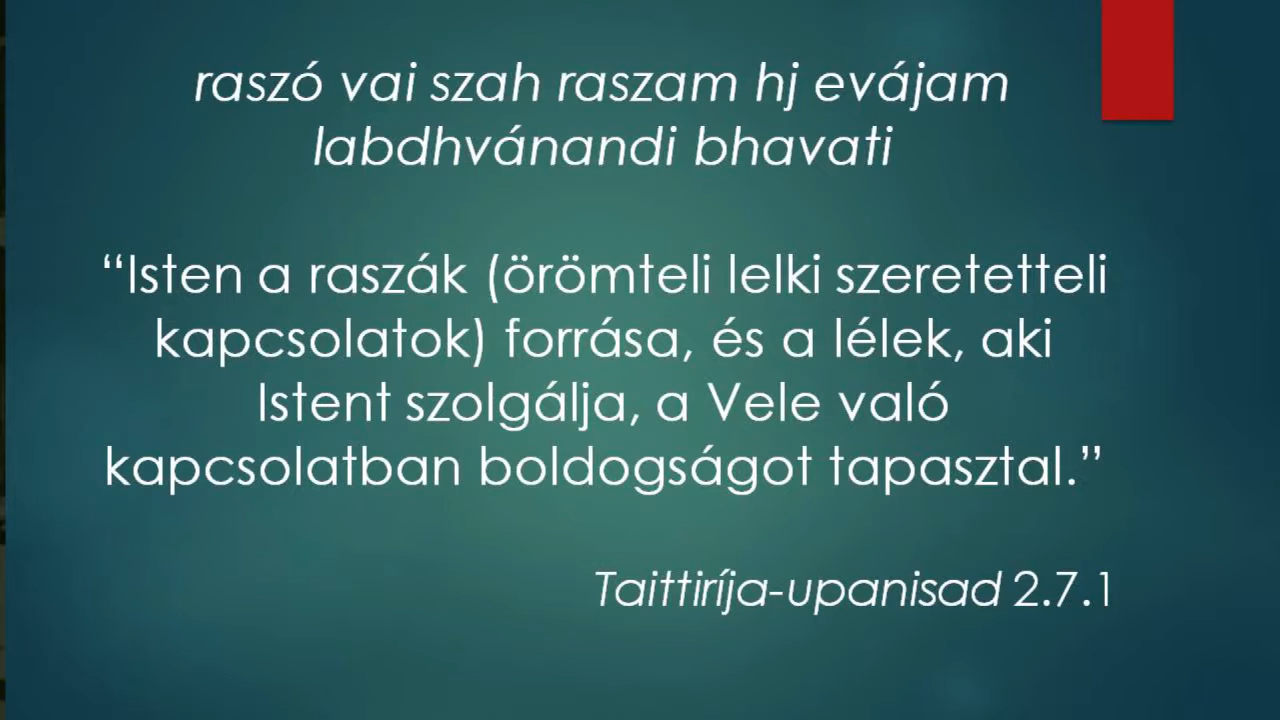 raszó vai szah raszam hj evájam
labdhvánandi bhavati
“Isten a raszák (örömteli lelki szeretetteli
kapcsolatok) forrása, és a lélek, aki
Istent szolgálja, a Vele való
kapcsolatban boldogságot tapasztal.”
Taittiríja-upanisad 2.7.1